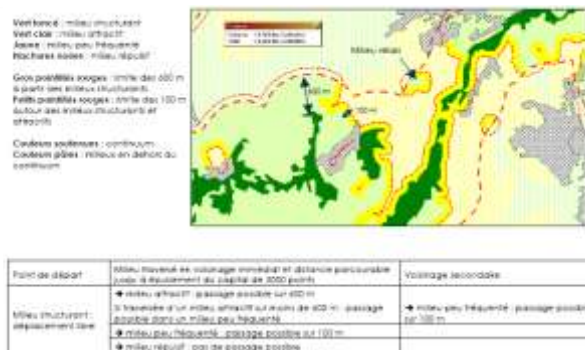 Vert foncé : milieu structurant
Vert clair : milieu attractif
Jaune : milieu peu fréquenté
Hachures noires : milieu répulsif
Gros pointillés rouges : limite des 600 m
à partir des milieux structurants
Petits pointillés rouges : limite des 100 m
autour des milieux structurants et
attractifs
Couleurs soutenues : continuum
Couleurs pâles : milieux en dehors du
continuum
Milieu répulsif
600 m
100 m
Point de départ
Milieu traversé en voisinage immédiat et distance parcourable
jusqu'à épuisement du capital de 3000 points
Voisinage secondaire
Milieu structurant :
déplacement libre
➔ milieu attractif : passage possible sur 600 m
Si traversée d'un milieu attractif sur moins de 600 m : passage
possible dans un milieu peu fréquenté
➔ milieu peu fréquenté : passage possible
sur 100 m
➔ milieu peu fréquenté : passage possible sur 100 m
➔ milieu répulsif : pas de passage possible